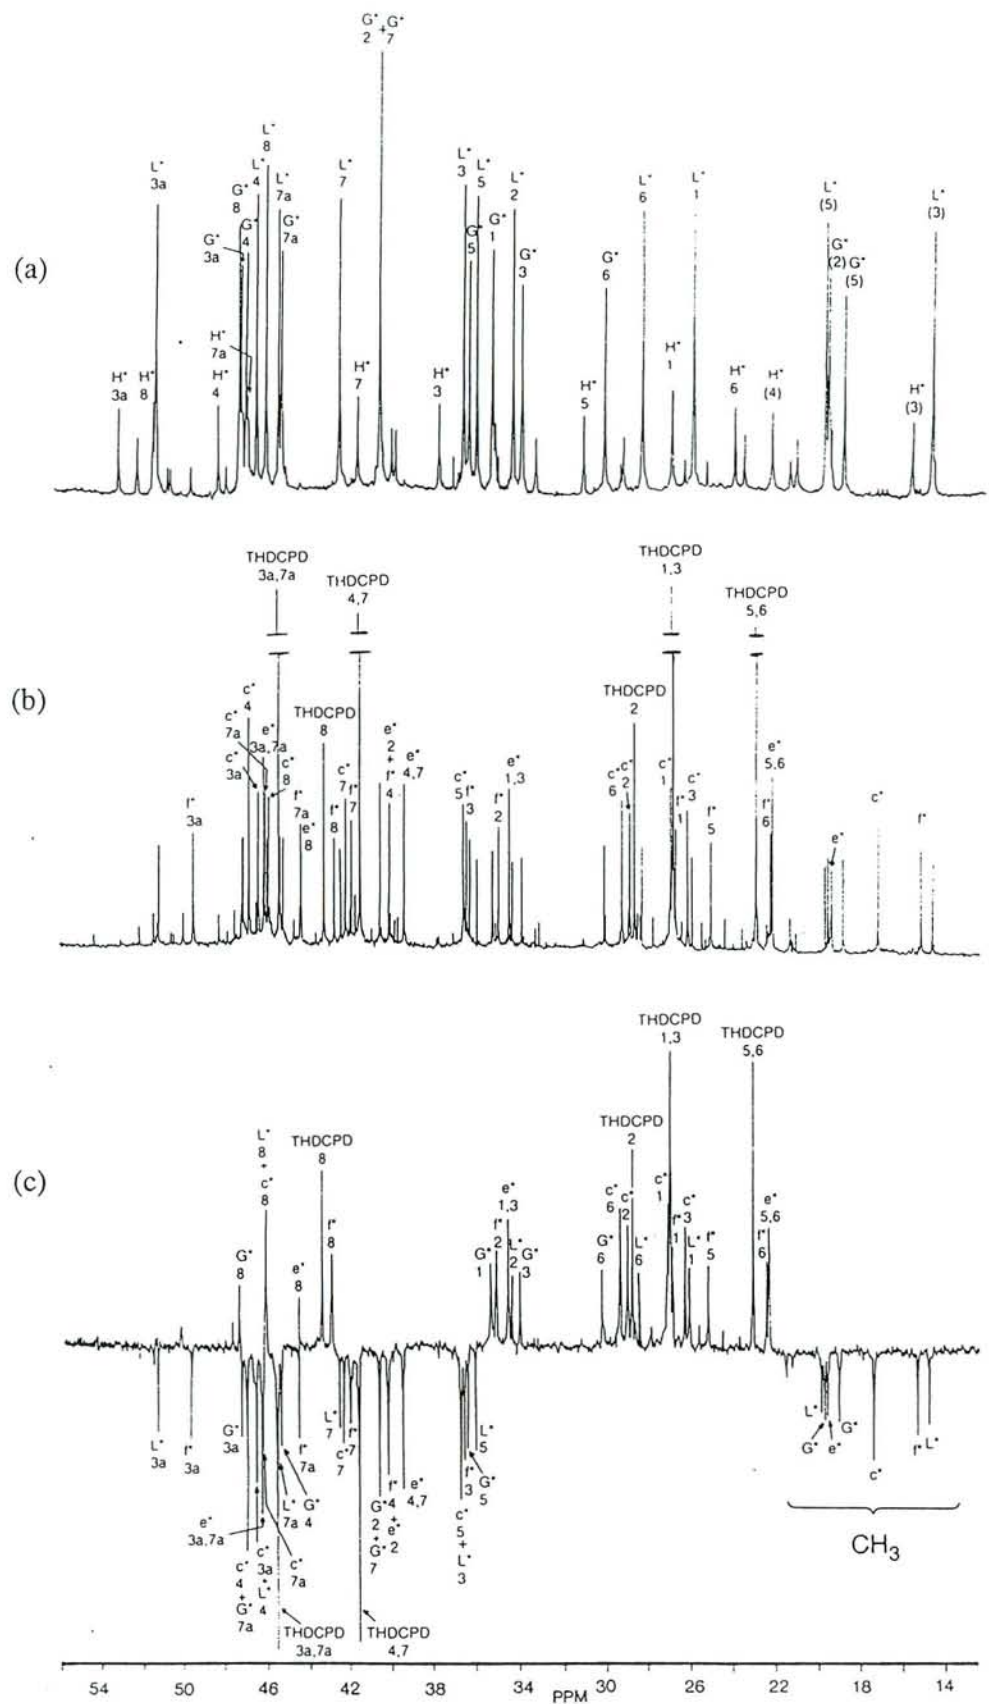 G* + G*
2 7
L*
8
L*
3a
L*
4
L*
7a
G*
8
G*
4
G*
7a
G*
3a
L*
7
L*
3
L*
5
G*
5
G*
1
L*
2
G*
3
G*
6
L*
6
L*
1
L*
(5)
G*
(2)
G*
(5)
L*
(3)
(a)
H*
3a
H*
8
H*
4
H*
7a
H*
7
H*
3
H*
5
H*
1
H*
6
H*
(4)
H*
(3)
THDCPD
3a,7a
THDCPD
4,7
THDCPD
1,3
THDCPD
5,6
(b)
f*
3a
c*
3a
c*
7a
c*
4
e*
3a,7a
c*
8
f*
7a
e*
8
THDCPD
8
f*
8
c*
7
f*
7
e*
2
+
f*
4
e*
4,7
c*
5
f*
3
f*
2
e*
1,3
c*
6
c*
2
THDCPD
2
c*
1
f*
1
c*
3
f*
5
f*
6
e*
5,6
e*
c*
f*
THDCPD
1,3
THDCPD
5,6
(c)
G*
8
L*
8
+
c*
8
e*
8
THDCPD
8
f*
8
G*
1
f*
2
e*
1,3
L*
2
G*
3
G*
6
c*
6
c*
2
THDCPD
2
L*
6
c*
1
f*
1
c*
3
L*
1
f*
5
f*
6
e*
5,6
L*
3a
f*
3a
G*
3a
e*
3a,7a
c*
4
+
G*
7a
c*
3a
L*
4
c*
7a
L*
7a
G*
4
f*
7a
THDCPD
3a,7a
L*
7
c*
7
f*
7
THDCPD
4,7
G*
2
+
G*
7
f*
4
+
e*
2
e*
4,7
c*
5
+
L*
3
f*
3
G*
5
L*
5
L*
G*
e*
G*
c*
f*
L*
CH3
54 50 46 42 38 34 30 26 22 18 14
PPM